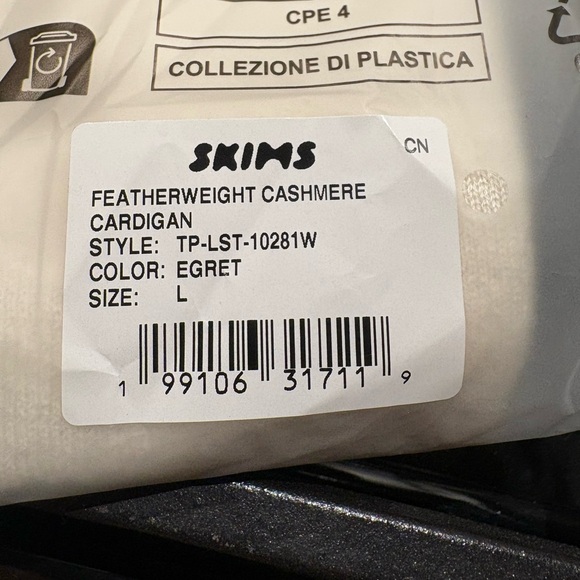 CPE 4
COLLEZIONE DI PLASTICA
SKIMS
CN
FEATHERWEIGHT CASHMERE
CARDIGAN
STYLE: TP-LST-10281W
COLOR: EGRET
SIZE: L
1 99106 31711 9